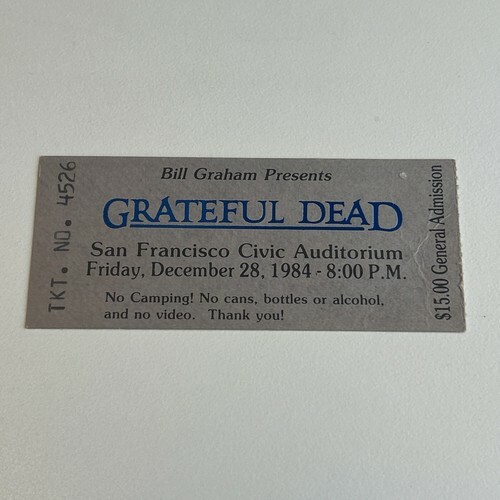 TKT. NO. 4526
Bill Graham Presents
GRATEFUL DEAD
San Francisco Civic Auditorium
Friday, December 28, 1984 - 8:00 P.M.
No Camping! No cans, bottles or alcohol,
and no video. Thank you!
$15.00 General Admission